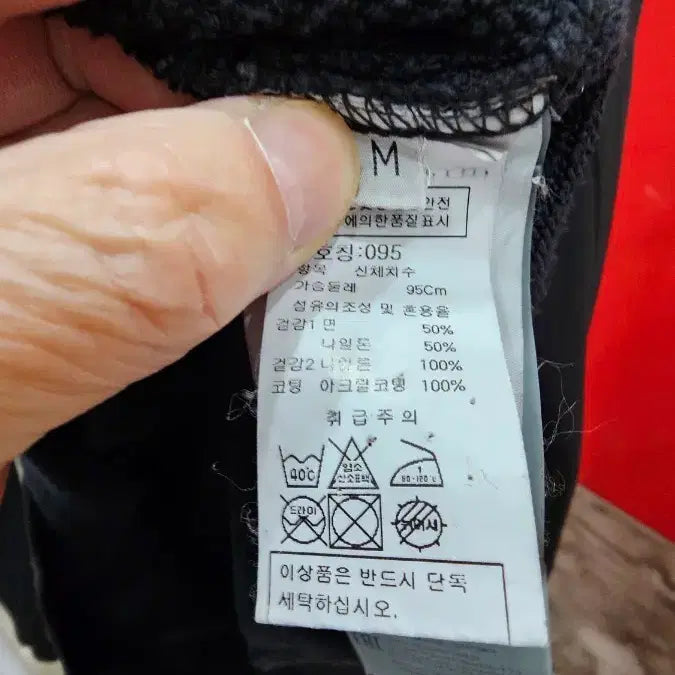 M
안전
에의한품질표시
호칭:095
항목 신체치수
가슴둘레 95Cm
섬유의조성 및 혼용율
겉감1 면 50%
나일론 50%
겉감2 나일론 100%
코팅 아크릴코팅 100%
취급주의
40℃
염소
산소표백
1
80-120℃
드라이
이상품은 반드시 단독
세탁하십시오.